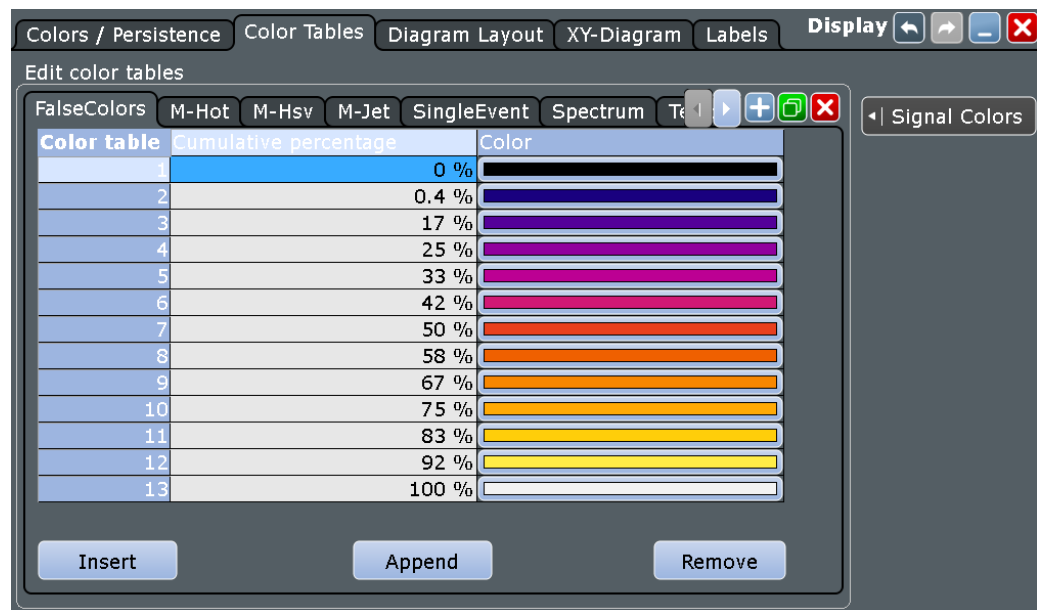 Colors / Persistence Color Tables Diagram Layout XY-Diagram Labels Display
Edit color tables
FalseColors M-Hot M-Hsv M-Jet SingleEvent Spectrum
Signal Colors
Color table Cumulative percentage Color
1 0 %
2 0.4 %
3 17 %
4 25 %
5 33 %
6 42 %
7 50 %
8 58 %
9 67 %
10 75 %
11 83 %
12 92 %
13 100 %
Insert Append Remove